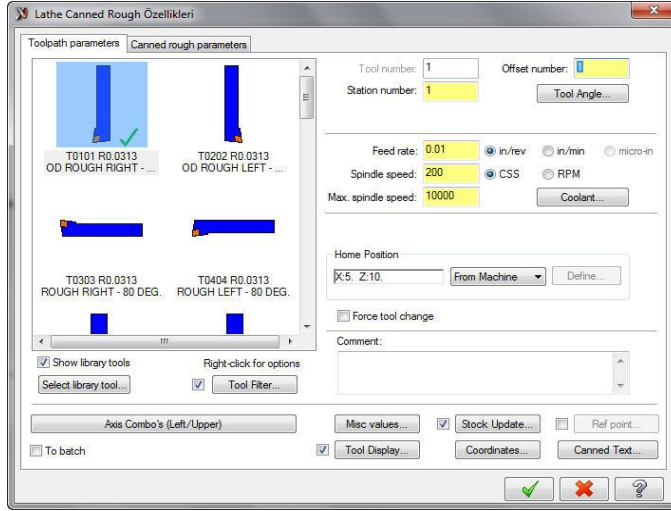 Lathe Canned Rough Özellikleri
Toolpath parameters
Canned rough parameters
T0101 R0.0313
OD ROUGH RIGHT - ...
T0202 R0.0313
OD ROUGH LEFT - ...
T0303 R0.0313
ROUGH RIGHT - 80 DEG.
T0404 R0.0313
ROUGH LEFT - 80 DEG.
Show library tools
Right-click for options
Select library tool...
Tool Filter...
Axis Combo's (Left/Upper)
To batch
Tool number: 1
Offset number: 1
Station number: 1
Tool Angle...
Feed rate: 0.01
in/rev
in/min
micro-in
Spindle speed: 200
CSS
RPM
Max. spindle speed: 10000
Coolant...
Home Position
X:5. Z:10.
From Machine
Define...
Force tool change
Comment:
Misc values...
Stock Update...
Ref point...
Tool Display...
Coordinates...
Canned Text...